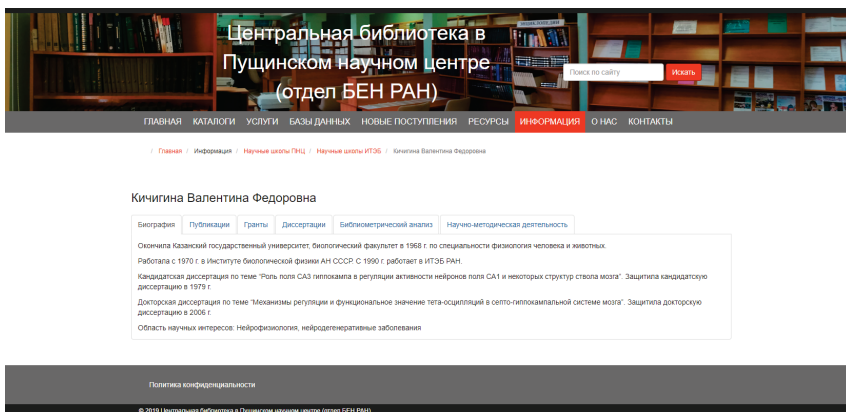 Центральная библиотека в
Пущинском научном центре
(отдел БЕН РАН)
Поиск по сайту
Искать
ГЛАВНАЯ КАТАЛОГИ УСЛУГИ БАЗЫ ДАННЫХ НОВЫЕ ПОСТУПЛЕНИЯ РЕСУРСЫ ИНФОРМАЦИЯ О НАС КОНТАКТЫ
/ Главная / Информация / Научные школы ПНЦ / Научные школы ИТЭБ / Кичигина Валентина Федоровна
Кичигина Валентина Федоровна
Биография Публикации Гранты Диссертации Библиометрический анализ Научно-методическая деятельность
Окончила Казанский государственный университет, биологический факультет в 1968 г. по специальности физиология человека и животных.
Работала с 1970 г. в Институте биологической физики АН СССР. С 1990 г. работает в ИТЭБ РАН.
Кандидатская диссертация по теме "Роль поля СА3 гиппокампа в регуляции активности нейронов поля СА1 и некоторых структур ствола мозга". Защитила кандидатскую
диссертацию в 1979 г.
Докторская диссертация по теме "Механизмы регуляции и функциональное значение тета-осцилляций в септо-гиппокампальной системе мозга". Защитила докторскую
диссертацию в 2006 г.
Область научных интересов: Нейрофизиология, нейродегенеративные заболевания
Политика конфиденциальности
© 2019 Центральная библиотека в Пущинском научном центре (отдел БЕН РАН)